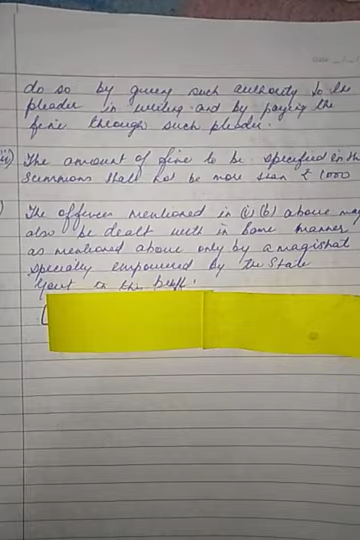 do so by giving such authority to the
pleader in writing and by paying the
fine through such pleader.
iii) The amount of fine to be specified in th
summons shall not be more than ₹ 1000
) The offences mentioned in (i) (b) above may
also be dealt with in same manner
as mentioned above only by a magistrat
specially empowered by the State
Govt in this